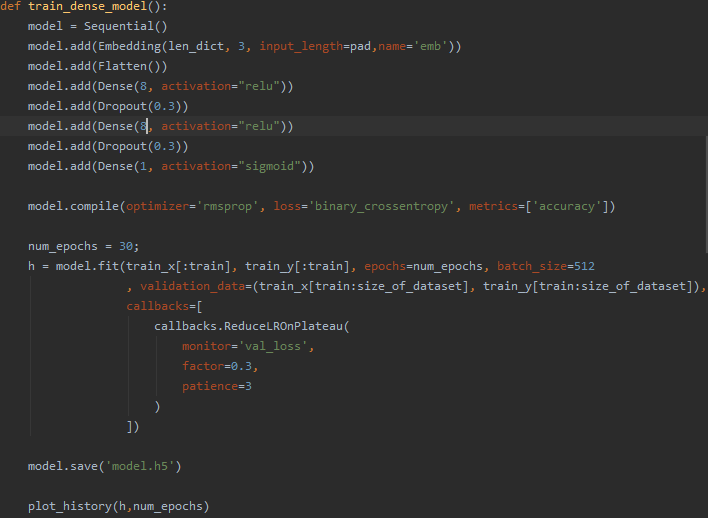 def train_dense_model():
    model = Sequential()
    model.add(Embedding(len_dict, 3, input_length=pad,name='emb'))
    model.add(Flatten())
    model.add(Dense(8, activation="relu"))
    model.add(Dropout(0.3))
    model.add(Dense(8, activation="relu"))
    model.add(Dropout(0.3))
    model.add(Dense(1, activation="sigmoid"))

    model.compile(optimizer='rmsprop', loss='binary_crossentropy', metrics=['accuracy'])

    num_epochs = 30;
    h = model.fit(train_x[:train], train_y[:train], epochs=num_epochs, batch_size=512
                  , validation_data=(train_x[train:size_of_dataset], train_y[train:size_of_dataset]),
                  callbacks=[
                      callbacks.ReduceLROnPlateau(
                          monitor='val_loss',
                          factor=0.3,
                          patience=3
                      )
                  ])

    model.save('model.h5')

    plot_history(h,num_epochs)